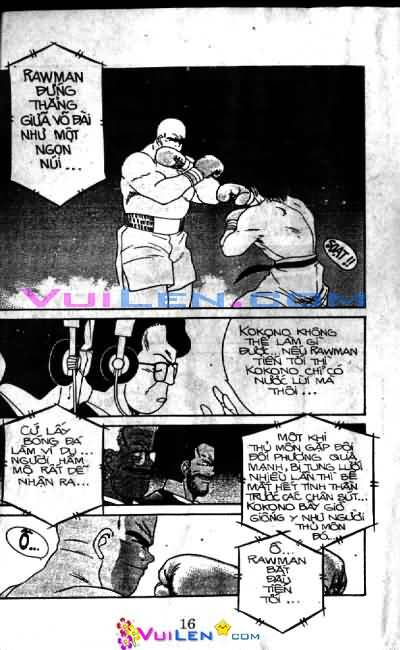 RAWMAN
ĐỨNG
THẲNG
GIỮA VÕ ĐÀI
NHƯ MỘT
NGỌN
NÚI...
SOẠT!!
VUILEN.COM
KOKONO KHÔNG
THỂ LÀM GÌ
ĐƯỢC. NẾU RAWMAN
TIẾN TỚI THÌ
KOKONO CHỈ CÓ
NƯỚC LÙI MÀ
THÔI...
CỨ LẤY
BÓNG ĐÁ
LÀM VÍ DỤ...
NGƯỜI HÂM
MỘ RẤT DỄ
NHẬN RA...
MỘT KHI
THỦ MÔN GẶP ĐỘI
ĐỐI PHƯƠNG QUÁ
MẠNH, BỊ TUNG LƯỚI
NHIỀU LẦN THÌ SẼ
MẤT HẾT TINH THẦN
TRƯỚC CÁC CHÂN SÚT...
KOKONO BÂY GIỜ
GIỐNG Y NHƯ NGƯỜI
THỦ MÔN
ĐÓ...
Ồ...
Ồ...
RAWMAN
BẮT
ĐẦU
TIẾN
TỚI...
16
VUILEN.COM